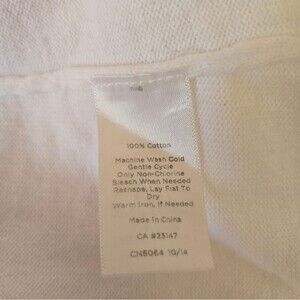 100% Cotton
Machine Wash Cold
Gentle Cycle
Only Non-Chlorine
Bleach When Needed
Reshape, Lay Flat To
Dry
Warm Iron, If Needed
Made in China
CA #23147
CN5064 10/14